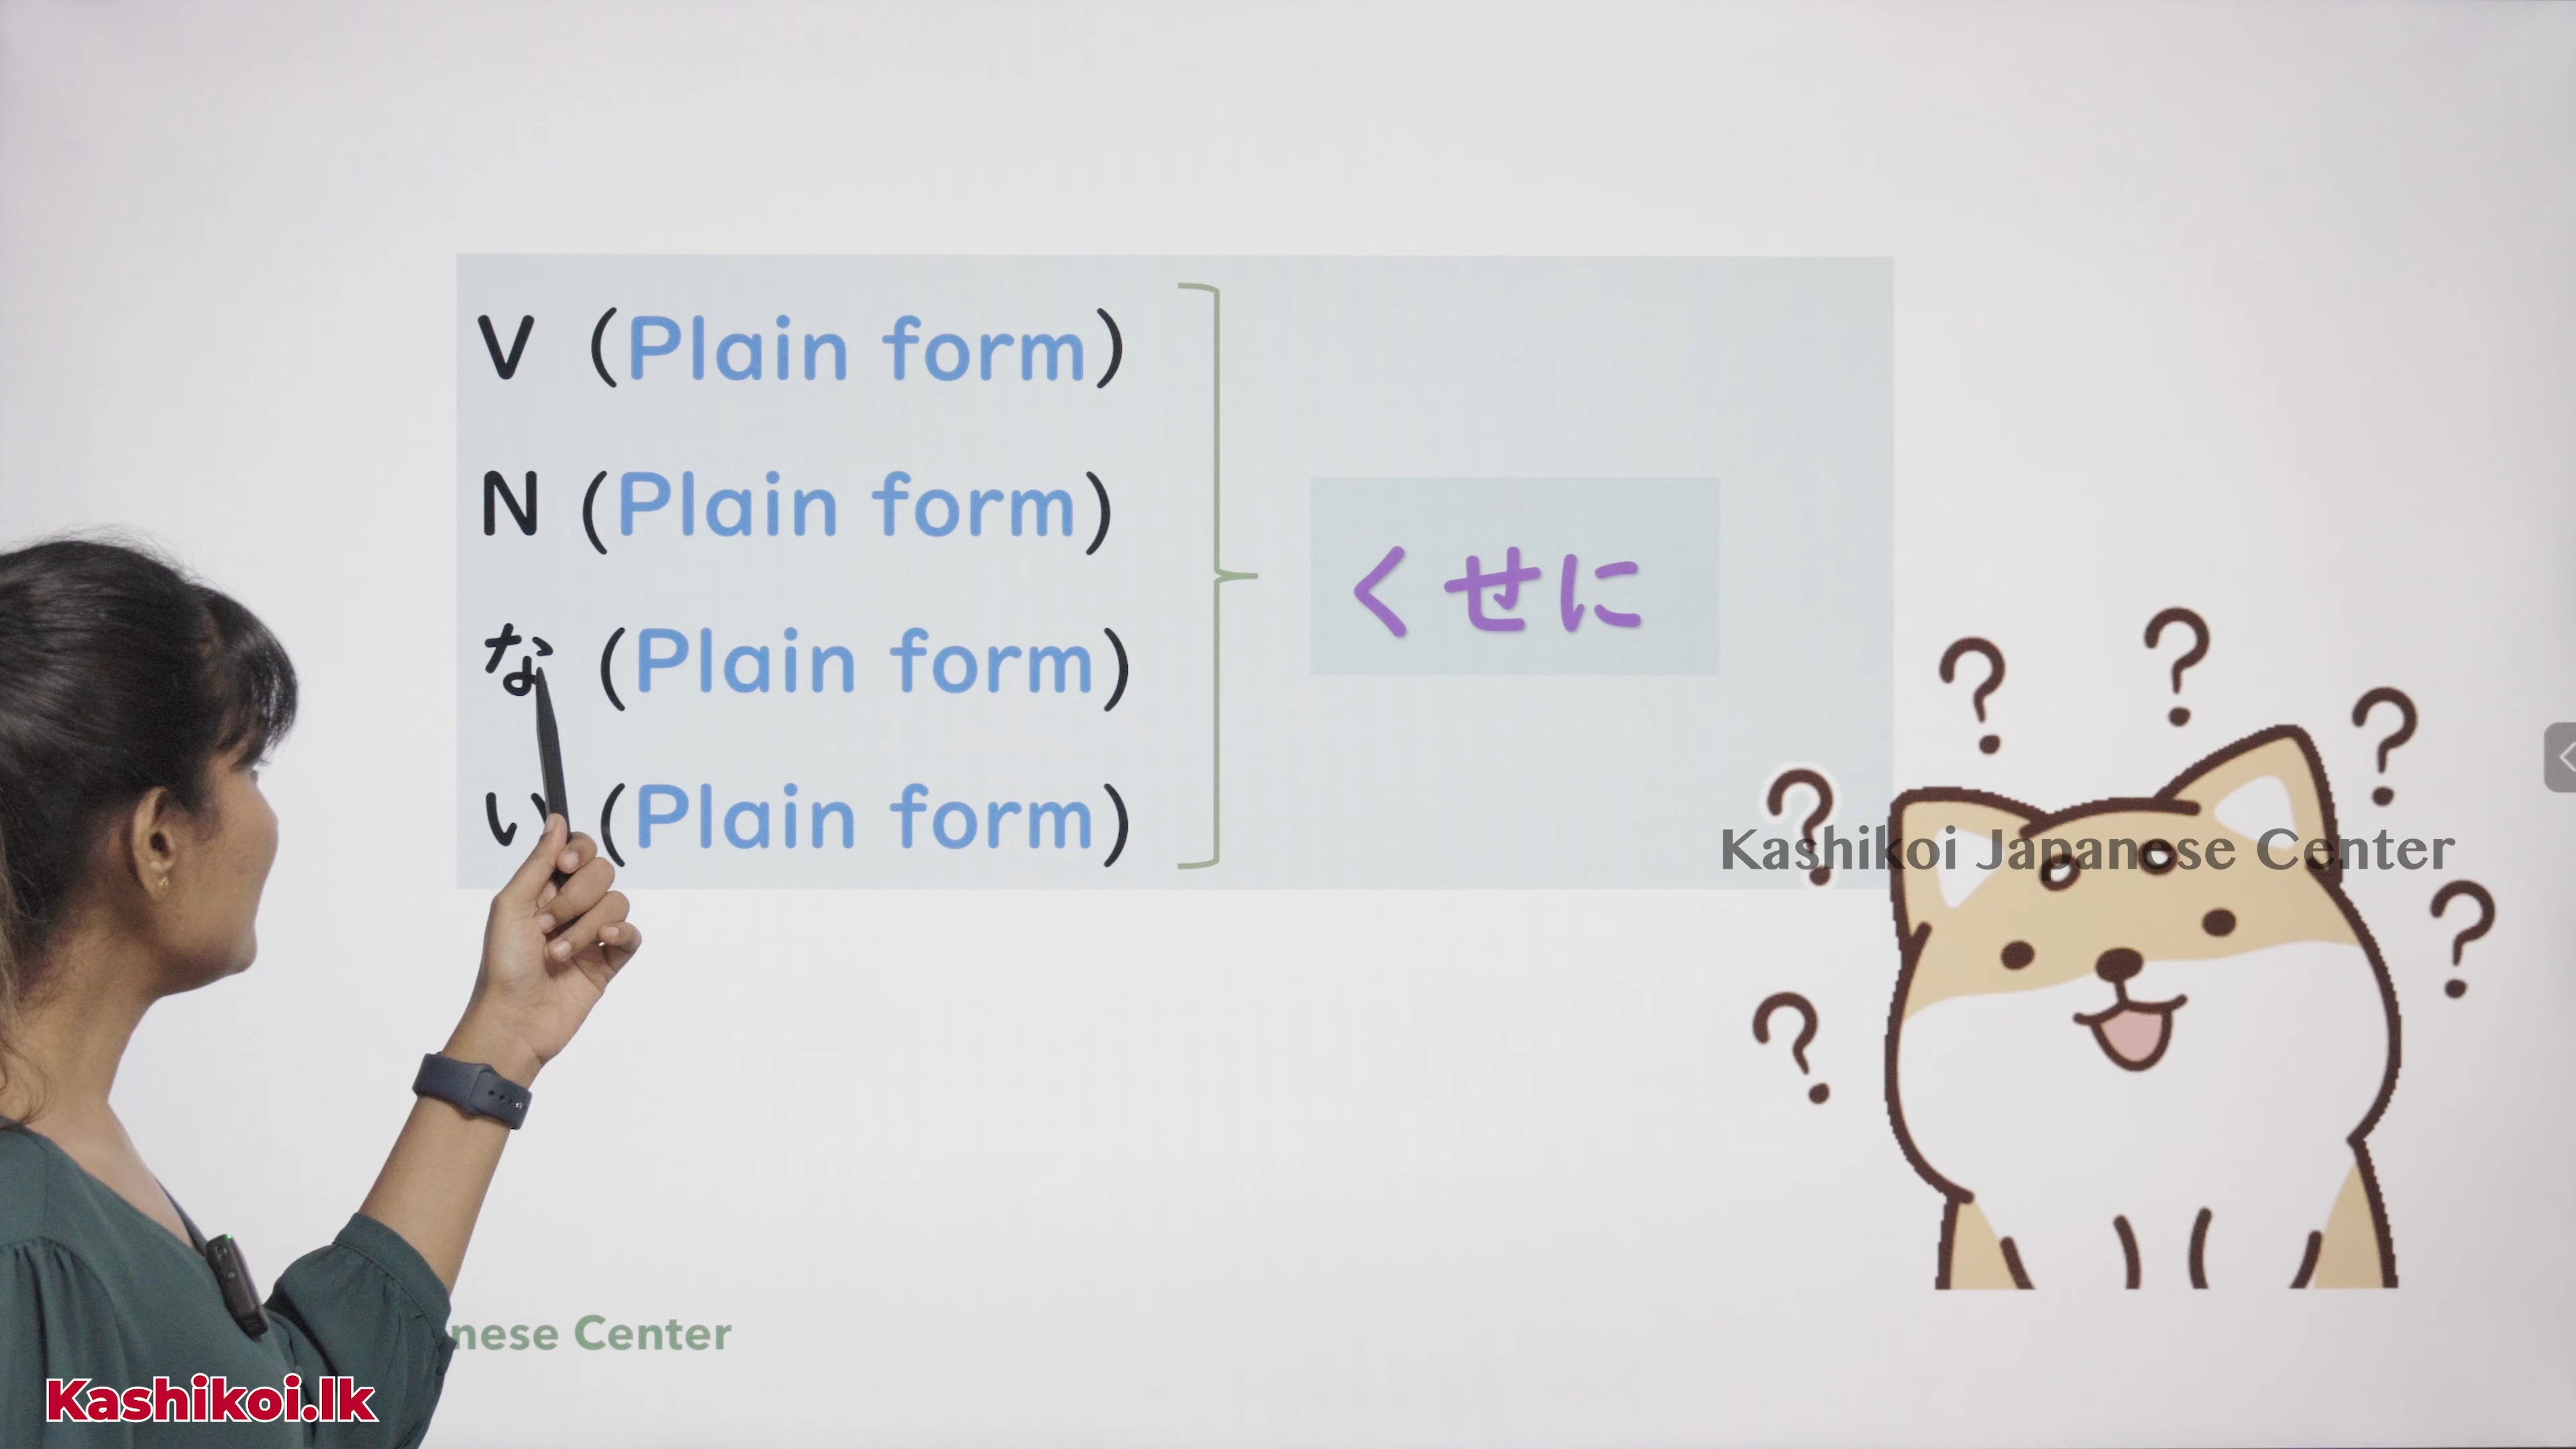 V (Plain form)
N (Plain form)
な (Plain form)
い (Plain form)
くせに
Kashikoi Japanese Center
nese Center
Kashikoi.lk